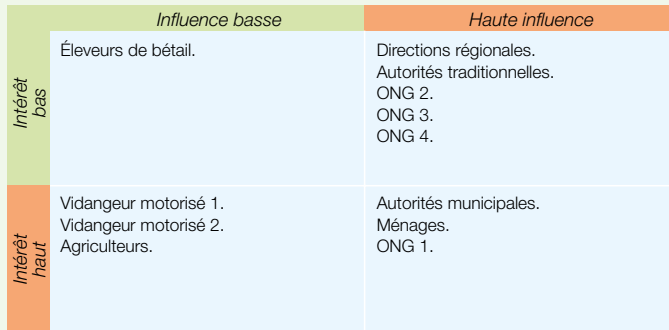 Influence basse
Haute influence
Intérêt
bas
Éleveurs de bétail.
Directions régionales.
Autorités traditionnelles.
ONG 2.
ONG 3.
ONG 4.
Intérêt
haut
Vidangeur motorisé 1.
Vidangeur motorisé 2.
Agriculteurs.
Autorités municipales.
Ménages.
ONG 1.